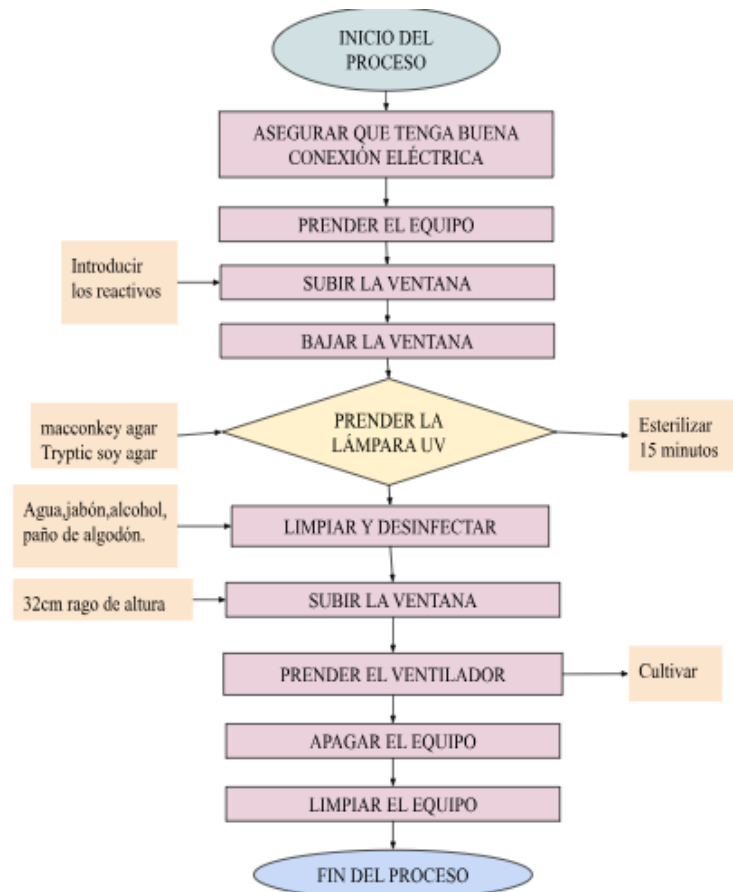 INICIO DEL
PROCESO
ASEGURAR QUE TENGA BUENA
CONEXIÓN ELÉCTRICA
PRENDER EL EQUIPO
Introducir
los reactivos
SUBIR LA VENTANA
BAJAR LA VENTANA
macconkey agar
Tryptic soy agar
PRENDER LA
LÁMPARA UV
Esterilizar
15 minutos
Agua,jabón,alcohol,
paño de algodón.
LIMPIAR Y DESINFECTAR
32cm rago de altura
SUBIR LA VENTANA
PRENDER EL VENTILADOR
Cultivar
APAGAR EL EQUIPO
LIMPIAR EL EQUIPO
FIN DEL PROCESO